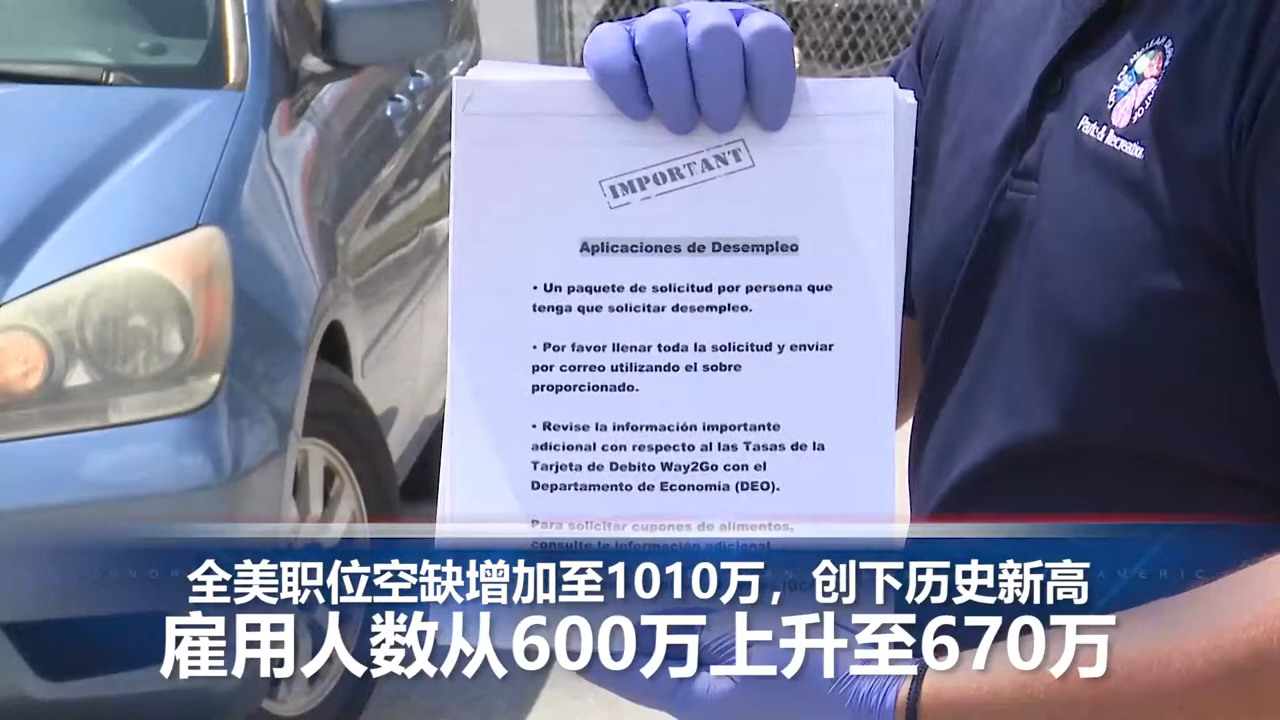 Parks & Recreation
IMPORTANT
Aplicaciones de Desempleo
• Un paquete de solicitud por persona que
tenga que solicitar desempleo.
• Por favor llenar toda la solicitud y enviar
por correo utilizando el sobre
proporcionado.
• Revise la información importante
adicional con respecto al las Tasas de la
Tarjeta de Debito Way2Go con el
Departamento de Economía (DEO).
Para solicitar cupones de alimentos,
consulte la información adicional
全美职位空缺增加至1010万，创下历史新高
雇用人数从600万上升至670万